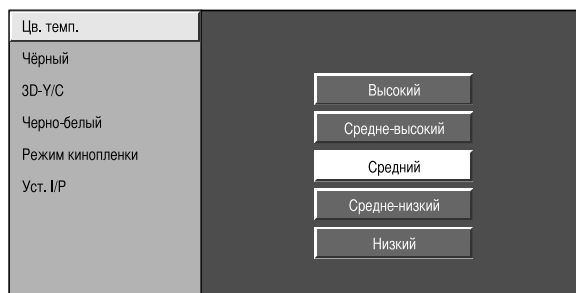 Цв. темп.
Чёрный
3D-Y/C
Черно-белый
Режим кинопленки
Уст. I/P
Высокий
Средне-высокий
Средний
Средне-низкий
Низкий